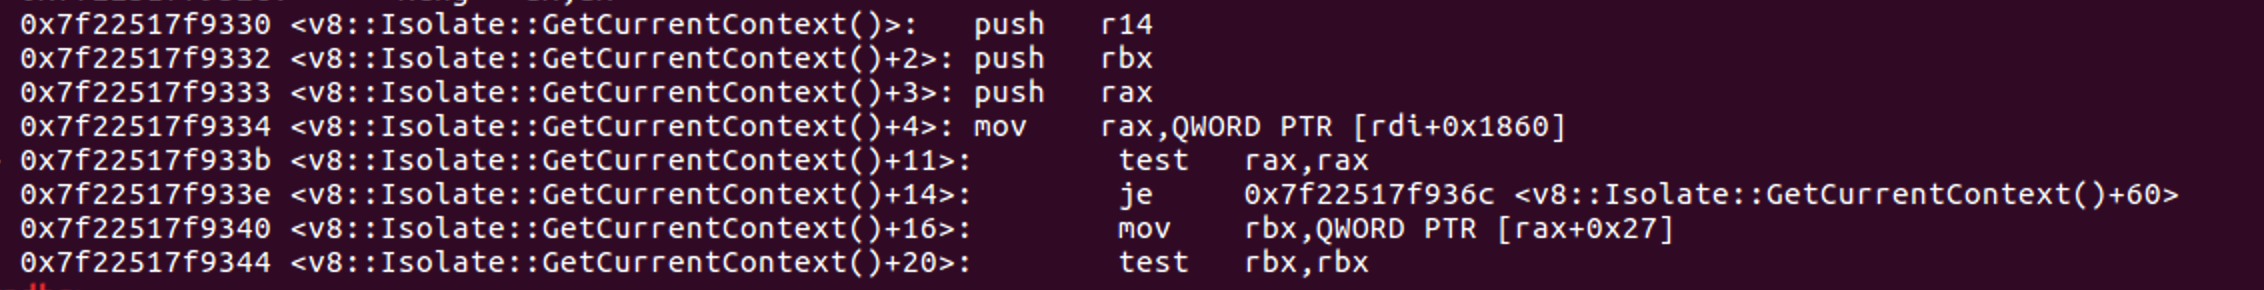 0x7f22517f9330 <v8::Isolate::GetCurrentContext()>: push r14
0x7f22517f9332 <v8::Isolate::GetCurrentContext()+2>: push rbx
0x7f22517f9333 <v8::Isolate::GetCurrentContext()+3>: push rax
0x7f22517f9334 <v8::Isolate::GetCurrentContext()+4>: mov rax,QWORD PTR [rdi+0x1860]
0x7f22517f933b <v8::Isolate::GetCurrentContext()+11>: test rax,rax
0x7f22517f933e <v8::Isolate::GetCurrentContext()+14>: je 0x7f22517f936c <v8::Isolate::GetCurrentContext()+60>
0x7f22517f9340 <v8::Isolate::GetCurrentContext()+16>: mov rbx,QWORD PTR [rax+0x27]
0x7f22517f9344 <v8::Isolate::GetCurrentContext()+20>: test rbx,rbx